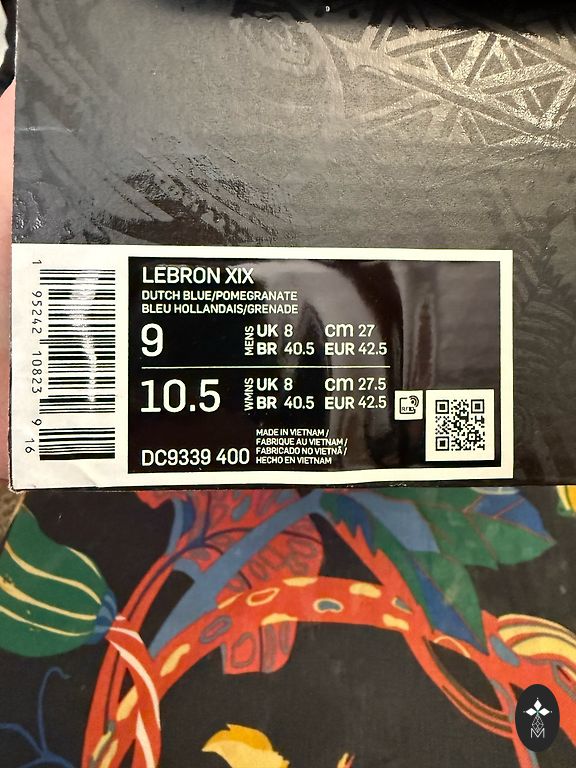 LEBRON XIX
DUTCH BLUE/POMEGRANATE
BLEU HOLLANDAIS/GRENADE
9 MENS UK 8 cm 27
BR 40.5 EUR 42.5
10.5 W/MNS UK 8 cm 27.5
BR 40.5 EUR 42.5
MADE IN VIETNAM /
FABRIQUE AU VIETNAM /
FABRICADO NO VIETNÃ /
HECHO EN VIETNAM
DC9339 400
1 95242 10823 9 16